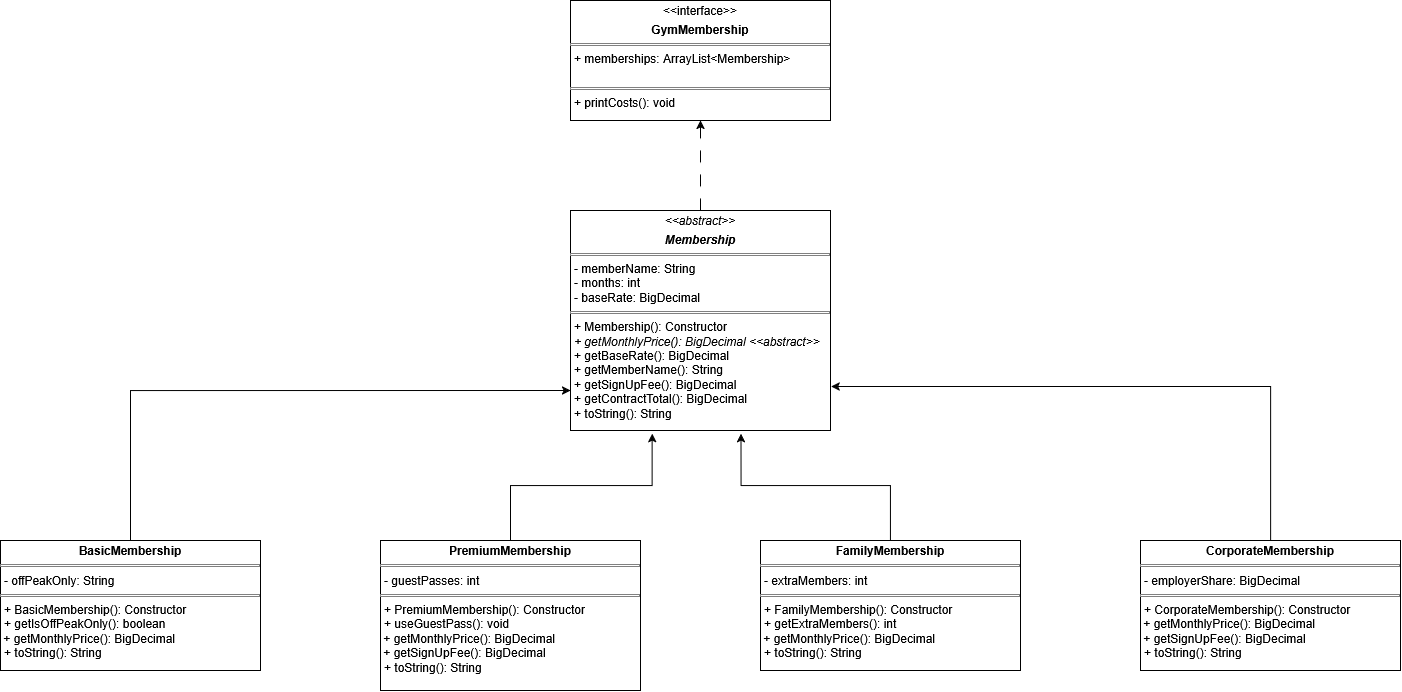 <<interface>>
GymMembership
+ memberships: ArrayList<Membership>
+ printCosts(): void
<<abstract>>
Membership
- memberName: String
- months: int
- baseRate: BigDecimal
+ Membership(): Constructor
+ getMonthlyPrice(): BigDecimal <<abstract>>
+ getBaseRate(): BigDecimal
+ getMemberName(): String
+ getSignUpFee(): BigDecimal
+ getContractTotal(): BigDecimal
+ toString(): String
BasicMembership
- offPeakOnly: String
+ BasicMembership(): Constructor
+ getIsOffPeakOnly(): boolean
+ getMonthlyPrice(): BigDecimal
+ toString(): String
PremiumMembership
- guestPasses: int
+ PremiumMembership(): Constructor
+ useGuestPass(): void
+ getMonthlyPrice(): BigDecimal
+ getSignUpFee(): BigDecimal
+ toString(): String
FamilyMembership
- extraMembers: int
+ FamilyMembership(): Constructor
+ getExtraMembers(): int
+ getMonthlyPrice(): BigDecimal
+ toString(): String
CorporateMembership
- employerShare: BigDecimal
+ CorporateMembership(): Constructor
+ getMonthlyPrice(): BigDecimal
+ getSignUpFee(): BigDecimal
+ toString(): String